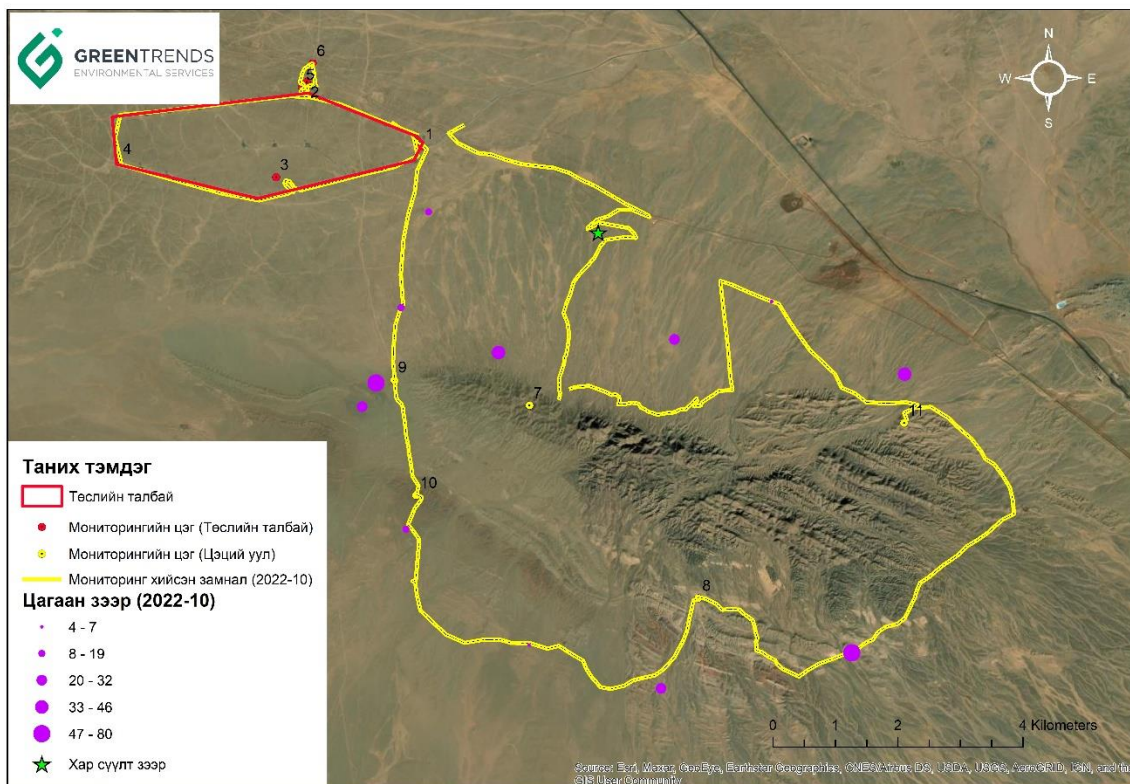 GREENTRENDS
ENVIRONMENTAL SERVICES
N
W
E
S
6
5
2
1
4
3
9
7
11
10
8
Таних тэмдэг
Төслийн талбай
Мониторингийн цэг (Төслийн талбай)
Мониторингийн цэг (Цэций уул)
Мониторинг хийсэн замнал (2022-10)
Цагаан зээр (2022-10)
4 - 7
8 - 19
20 - 32
33 - 46
47 - 80
Хар сүүлт зээр
0 1 2 4 Kilometers
Source: Esri, Maxar, GeoEye, Earthstar Geographics, CNES/Airbus DS, USDA, USGS, AeroGRID, IGN, and the
GIS User Community